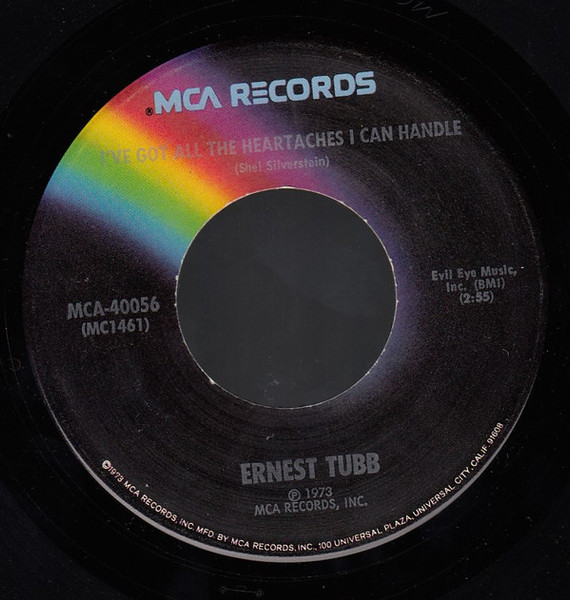 ®MCA RECORDS
I'VE GOT ALL THE HEARTACHES I CAN HANDLE
(Shel Silverstein)
MCA-40056
(MC1461)
Evil Eye Music,
Inc. (BMI)
(2:55)
ERNEST TUBB
℗ 1973
MCA RECORDS, INC.
©1973 MCA RECORDS, INC. MFD. BY MCA RECORDS, INC., 100 UNIVERSAL PLAZA, UNIVERSAL CITY, CALIF. 91608